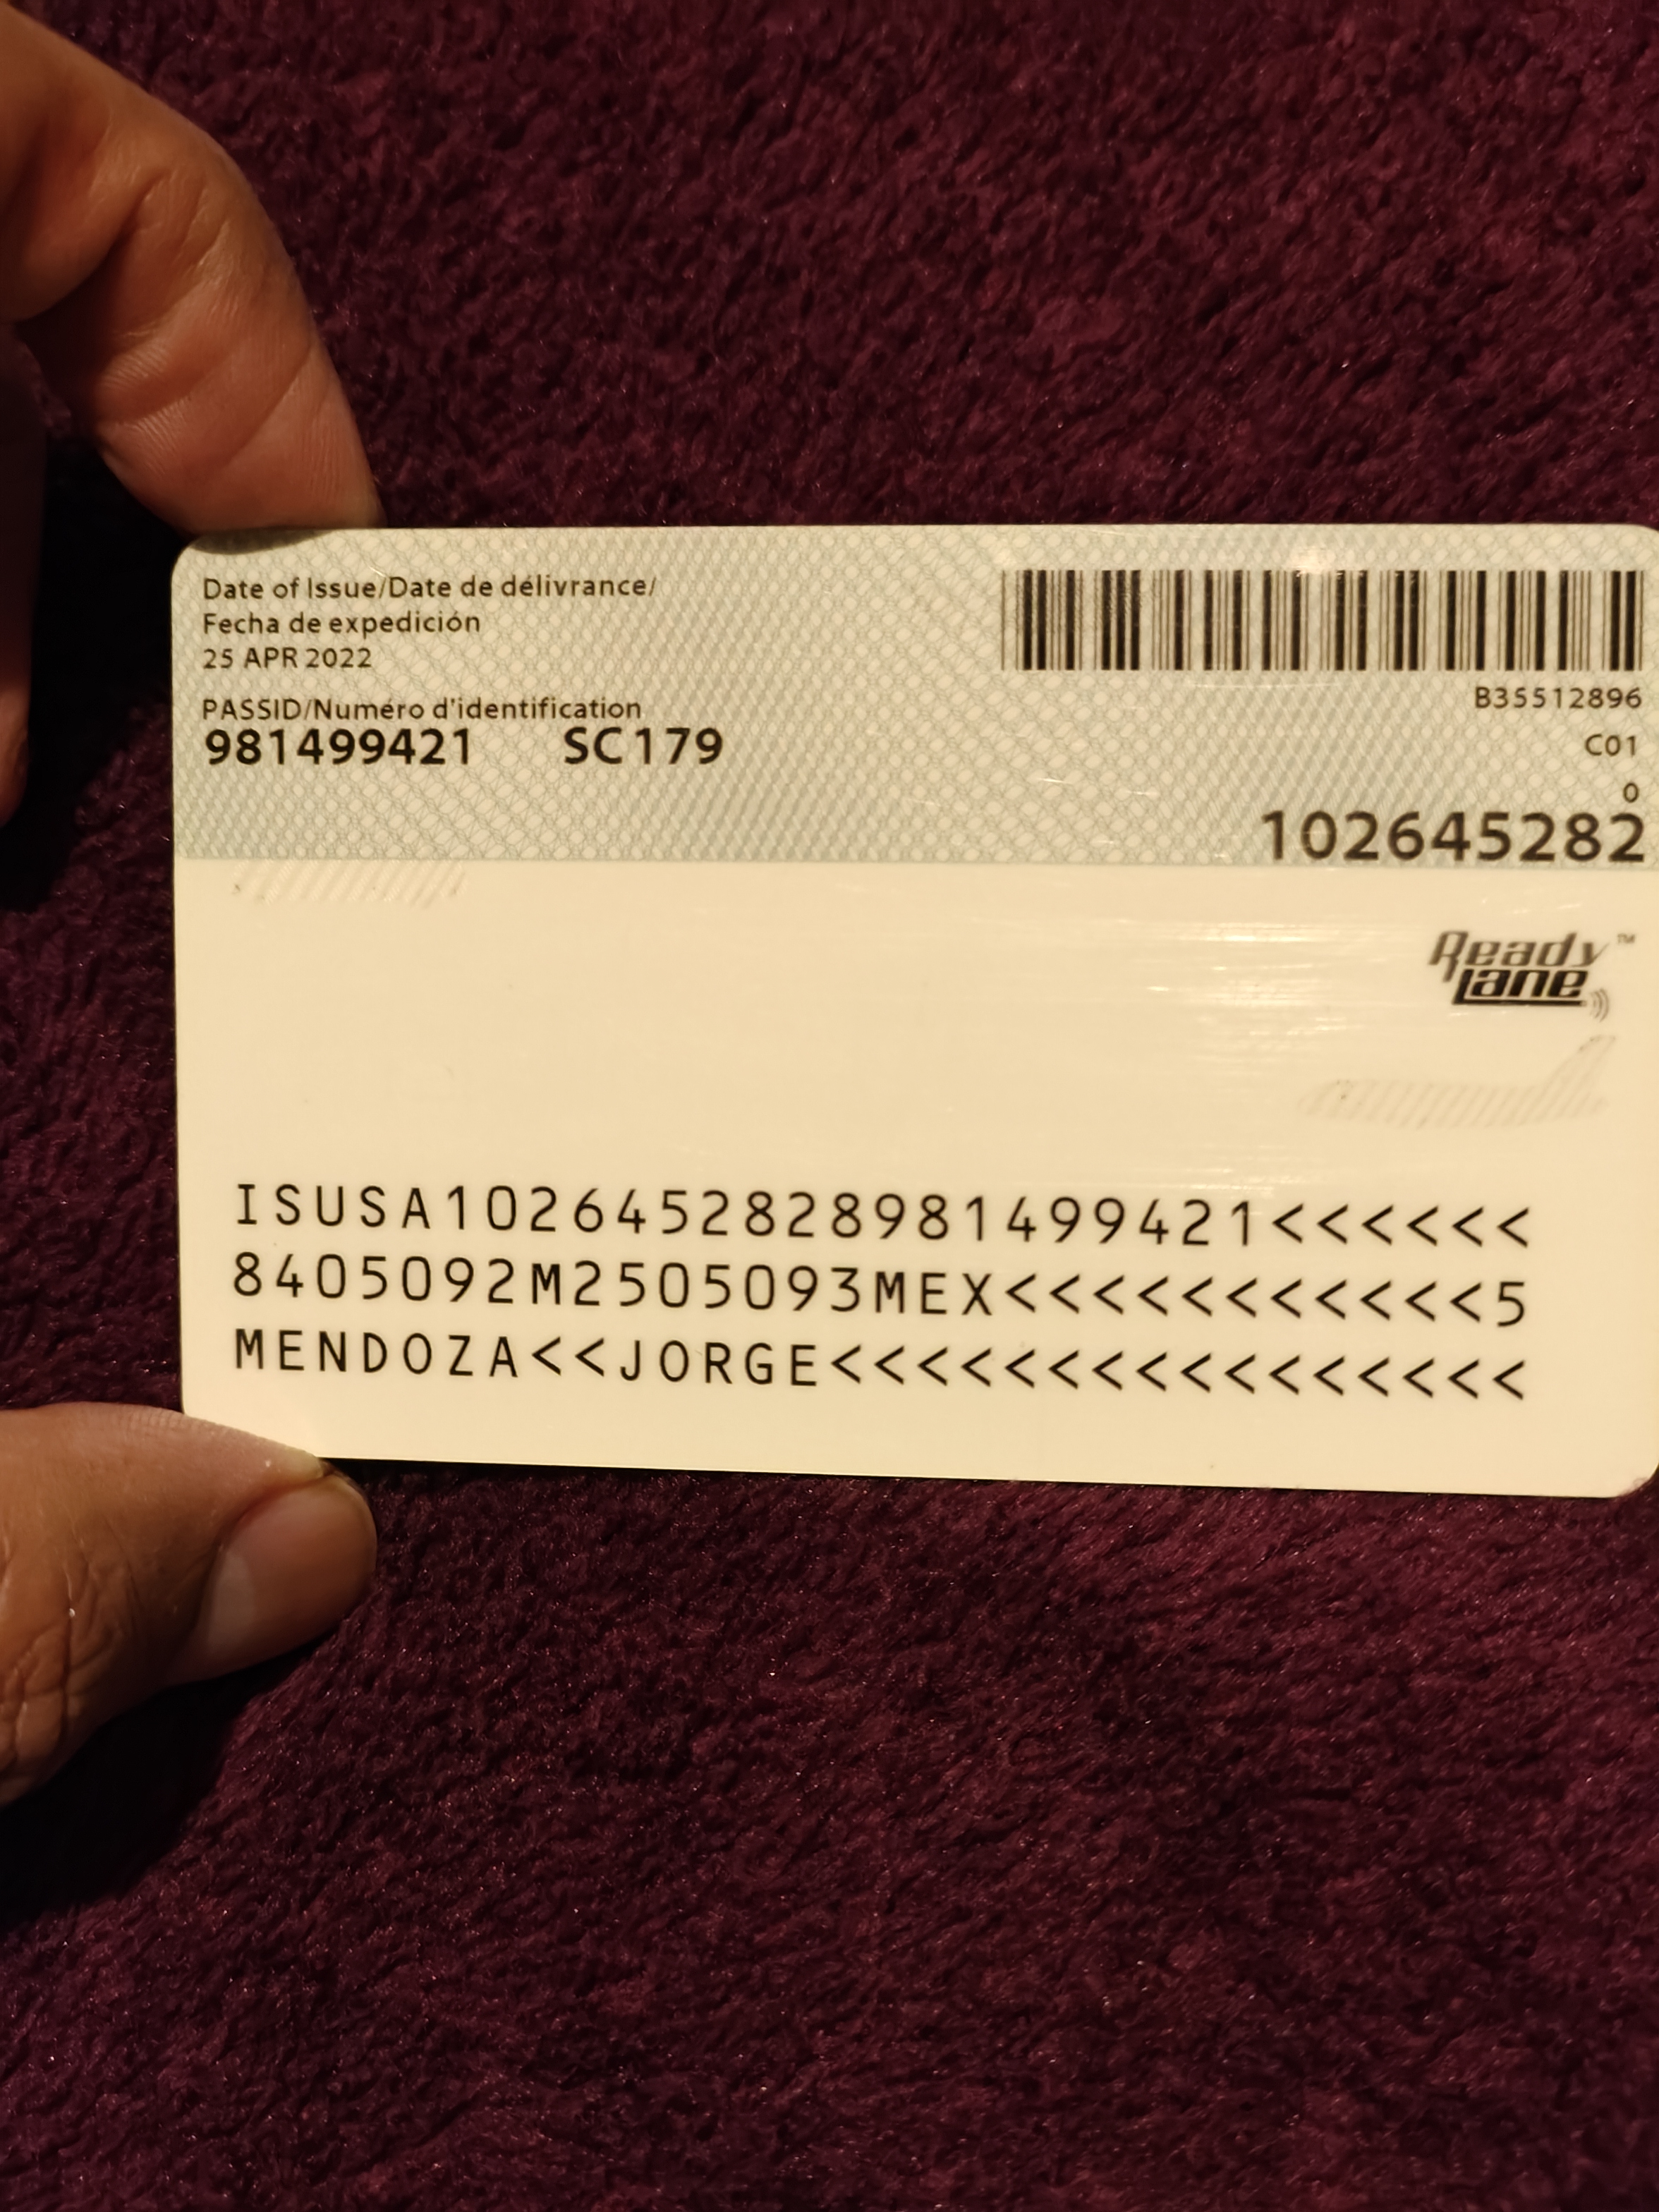 Date of Issue/Date de délivrance/
Fecha de expedición
25 APR 2022
PASSID/Numéro d'identification
981499421 SC179
B35512896
C01
0
102645282
Ready Lane™
ISUSA1026452828981499421<<<<<<
8405092M2505093MEX<<<<<<<<<<<5
MENDOZA<<JORGE<<<<<<<<<<<<<<<<